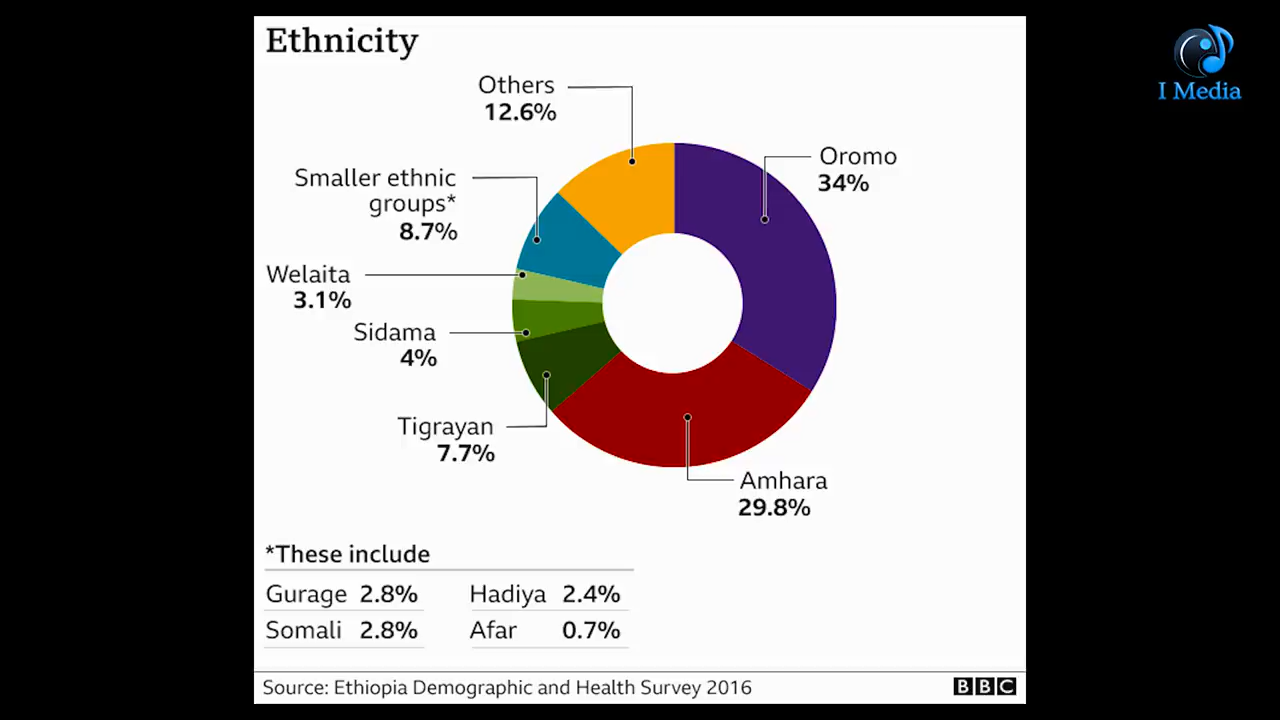 Ethnicity
I Media
Others
12.6%
Oromo
34%
Smaller ethnic
groups*
8.7%
Welaita
3.1%
Sidama
4%
Tigrayan
7.7%
Amhara
29.8%
*These include
Gurage 2.8% Hadiya 2.4%
Somali 2.8% Afar 0.7%
Source: Ethiopia Demographic and Health Survey 2016 BBC